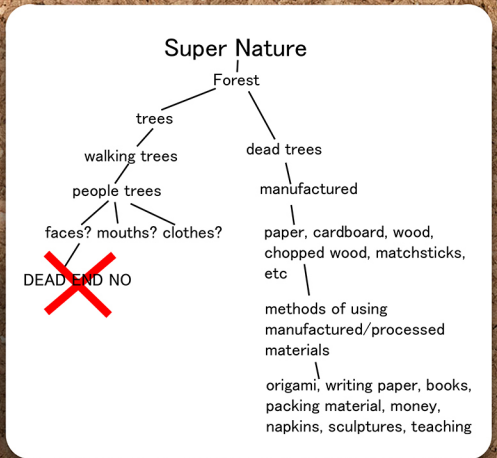 Super Nature
Forest
trees
walking trees
people trees
faces? mouths? clothes?
DEAD END NO
dead trees
manufactured
paper, cardboard, wood,
chopped wood, matchsticks,
etc
methods of using
manufactured/processed
materials
origami, writing paper, books,
packing material, money,
napkins, sculptures, teaching